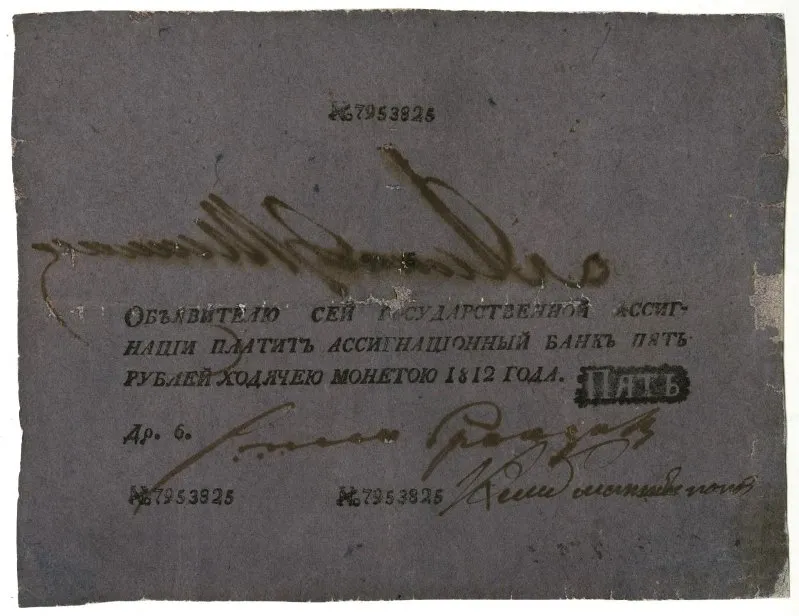 №7953825
ОБЪЯВИТЕЛЮ СЕЙ ГОСУДАРСТВЕННОЙ АССИГ-
НАЦІИ ПЛАТИТЪ АССИГНАЦІОННЫЙ БАНКЪ ПЯТЬ
РУБЛЕЙ ХОДЯЧЕЮ МОНЕТОЮ 1812 ГОДА. ПЯТЬ
Др. 6.
№7953825 №7953825